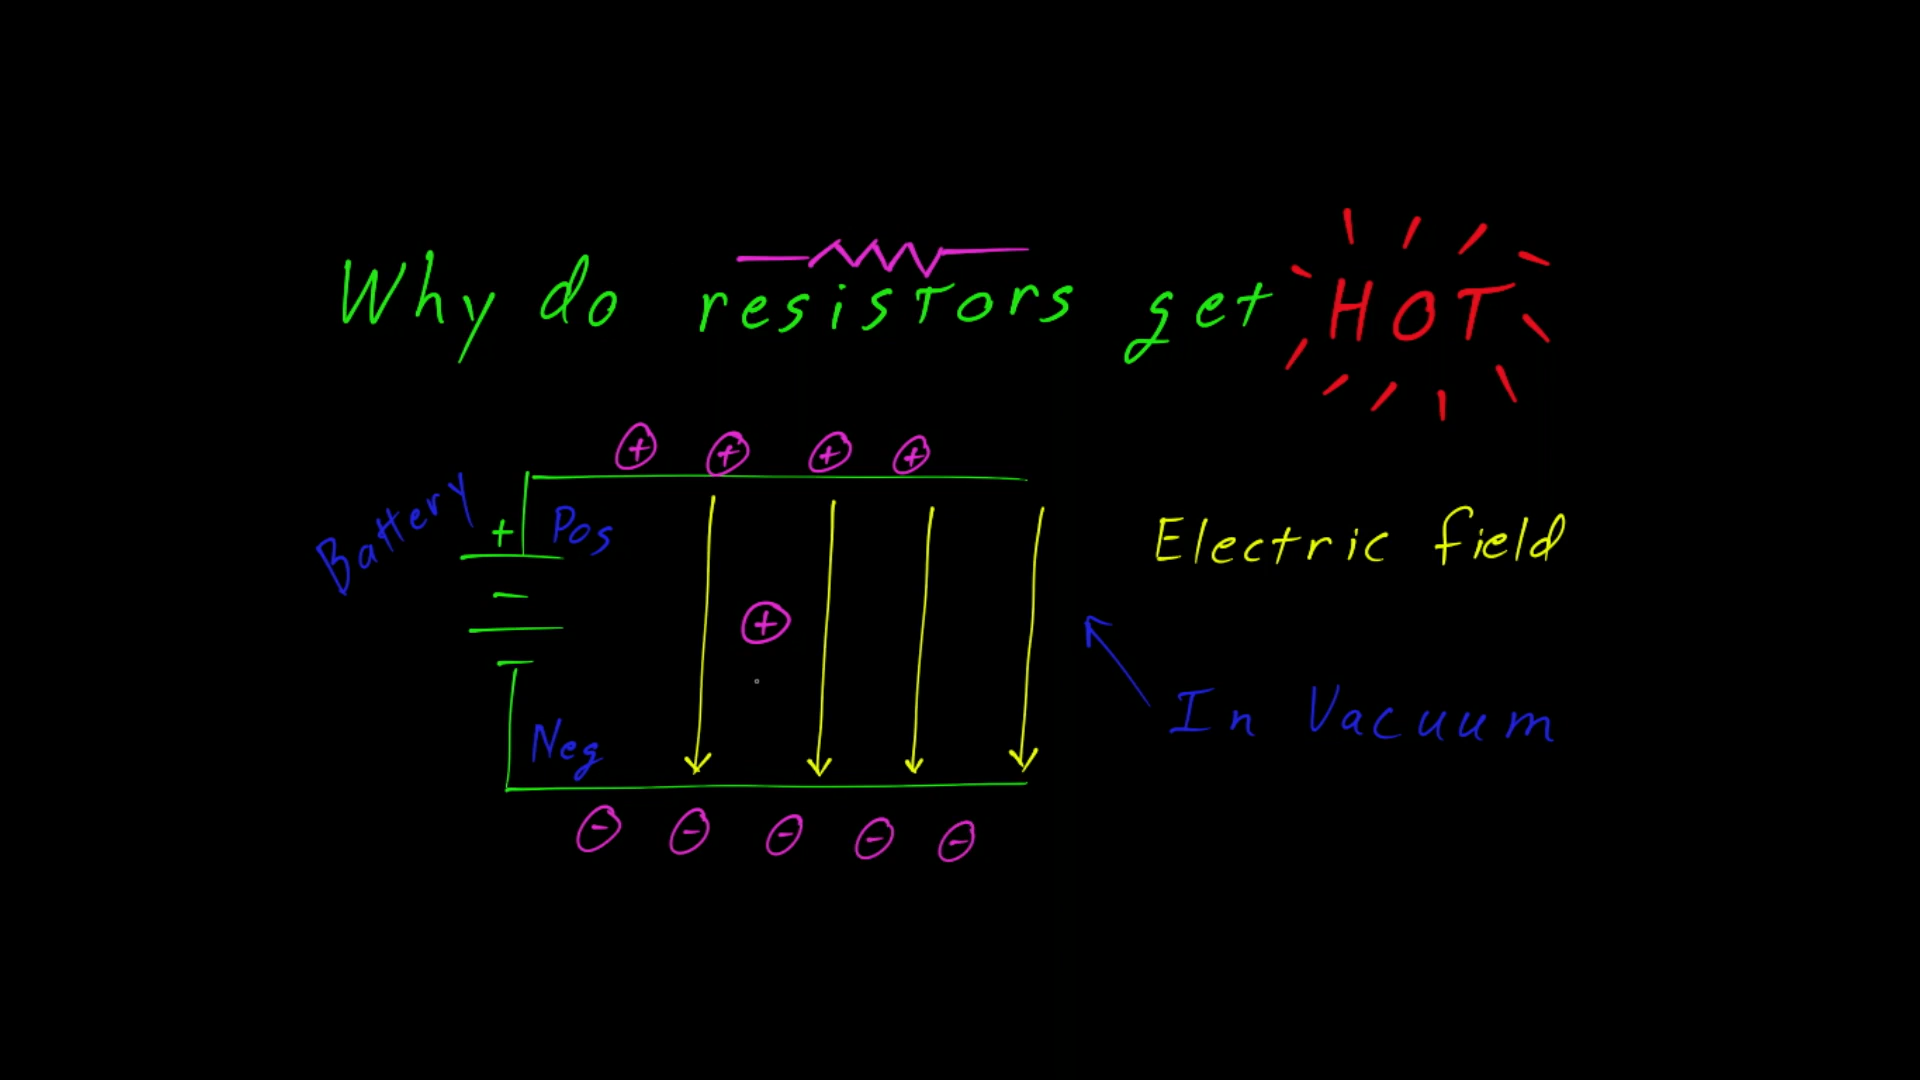 Why do resistors get HOT
+ + + +
Battery + Pos
Electric field
+
In Vacuum
Neg
- - - - -